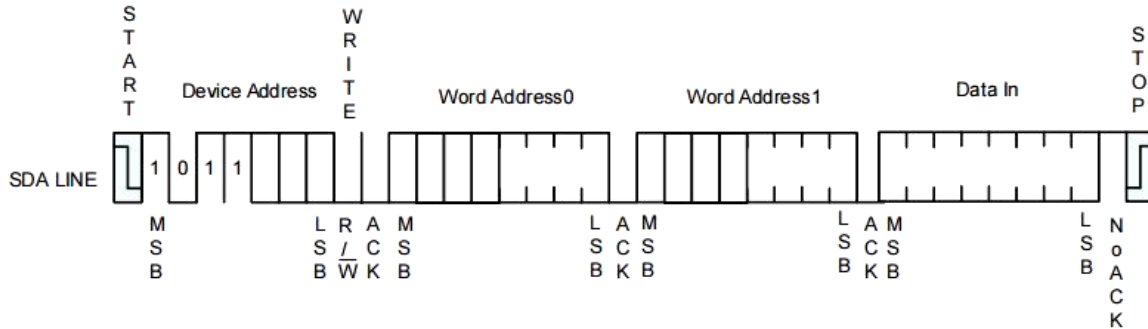 START
WRITE
STOP
Device Address
Word Address0
Word Address1
Data In
SDA LINE
1 0 1 1
MSB
LSB
R/W
ACK
MSB
LSB
ACK
MSB
LSB
ACK
MSB
LSB
NoACK